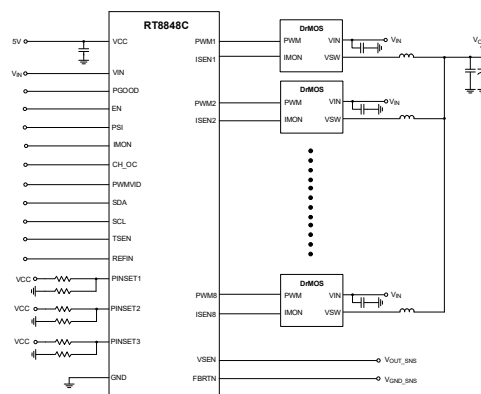 RT8848C
5V
VCC
VIN
VIN
PGOOD
EN
PSI
IMON
CH_OC
PWMVID
SDA
SCL
TSEN
REFIN
VCC
PINSET1
VCC
PINSET2
VCC
PINSET3
GND
PWM1
ISEN1
PWM2
ISEN2
PWM8
ISEN8
VSEN
FBRTN
DrMOS
PWM
VIN
IMON
VSW
VIN
DrMOS
PWM
VIN
IMON
VSW
VIN
DrMOS
PWM
VIN
IMON
VSW
VIN
VOUT_SNS
VGND_SNS